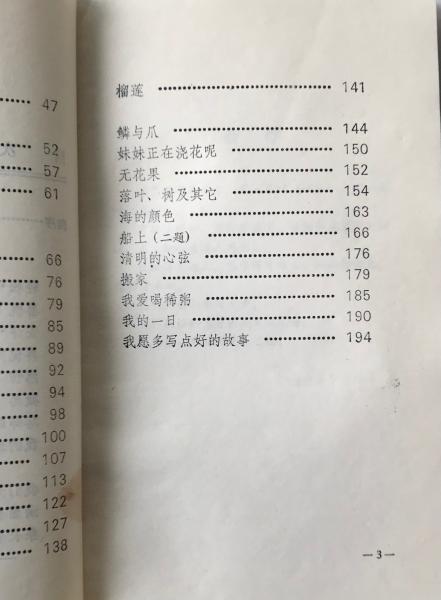 47
52
57
61
66
76
79
85
89
92
94
98
100
107
113
122
127
138
榴莲 ⋯⋯⋯⋯⋯⋯⋯⋯ 141
鳞与爪 ⋯⋯⋯⋯⋯⋯⋯⋯ 144
妹妹正在浇花呢 ⋯⋯⋯⋯⋯⋯ 150
无花果 ⋯⋯⋯⋯⋯⋯⋯⋯ 152
落叶、树及其它 ⋯⋯⋯⋯⋯⋯ 154
海的颜色 ⋯⋯⋯⋯⋯⋯⋯ 163
船上（二题） ⋯⋯⋯⋯⋯⋯ 166
清明的心弦 ⋯⋯⋯⋯⋯⋯⋯ 176
搬家 ⋯⋯⋯⋯⋯⋯⋯⋯ 179
我爱喝稀粥 ⋯⋯⋯⋯⋯⋯⋯ 185
我的一日 ⋯⋯⋯⋯⋯⋯⋯ 190
我愿多写点好的故事 ⋯⋯⋯⋯ 194
— 3 —